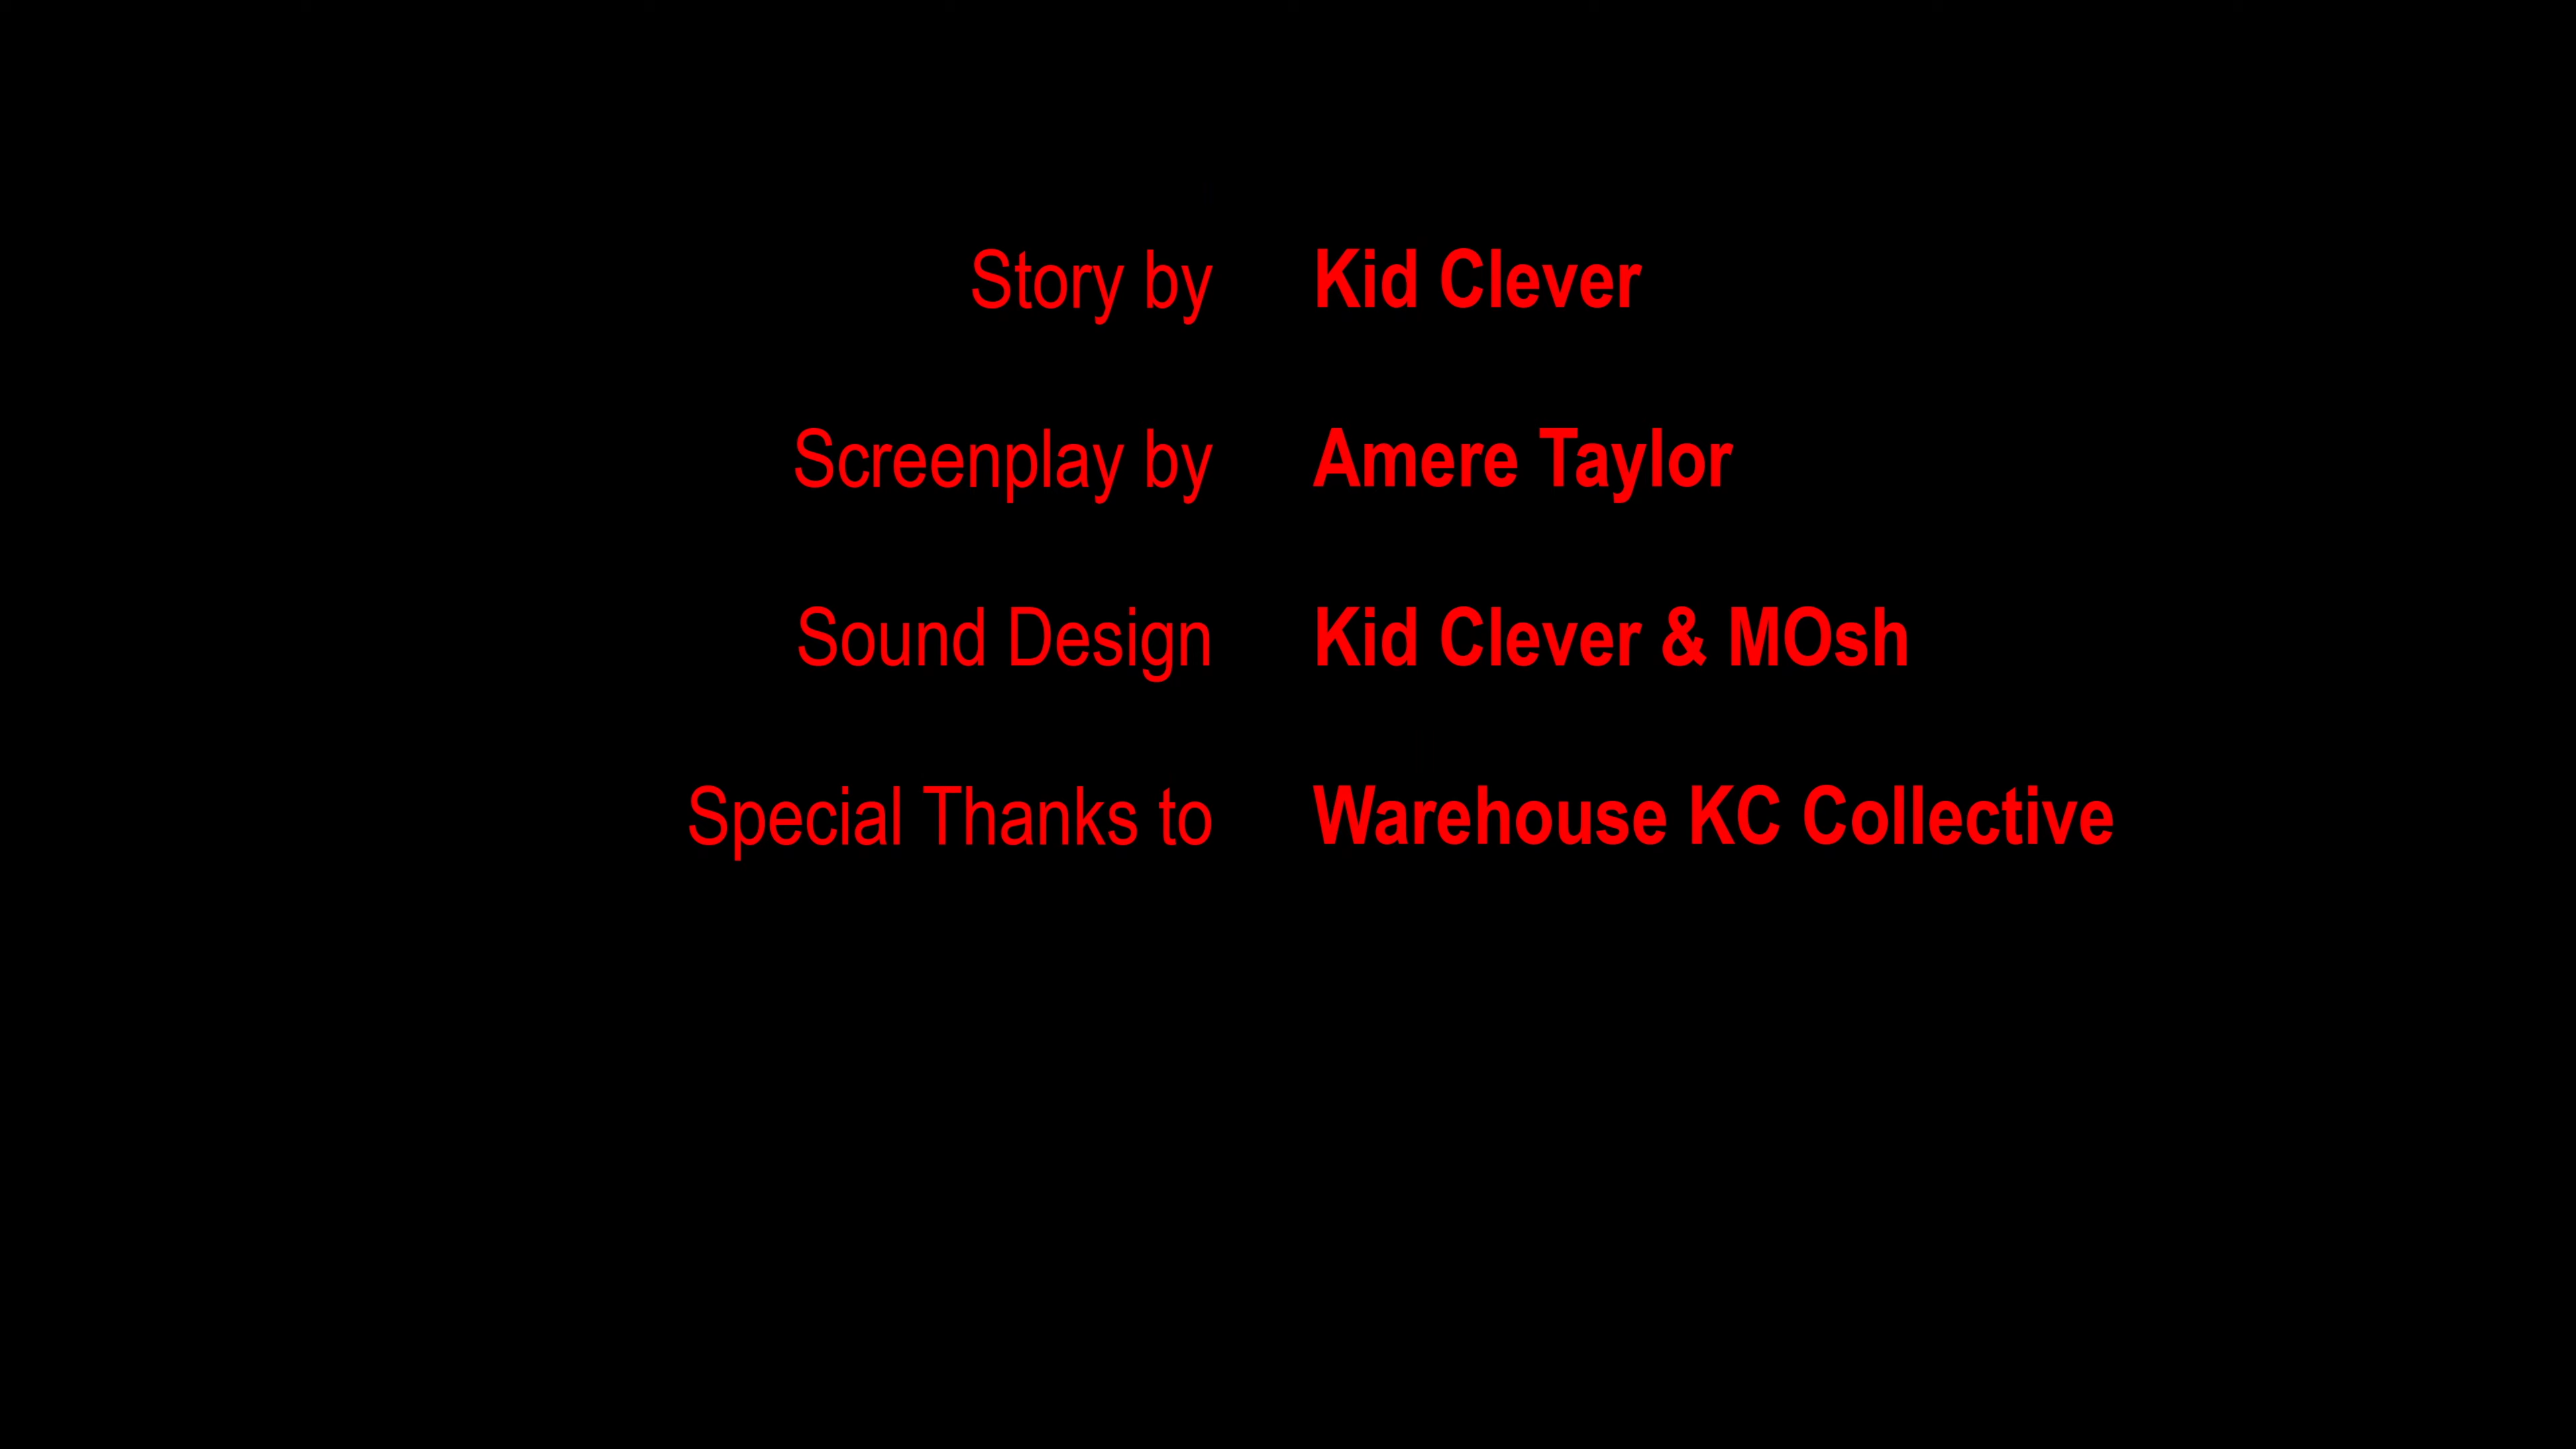 Story by Kid Clever
Screenplay by Amere Taylor
Sound Design Kid Clever & MOsh
Special Thanks to Warehouse KC Collective